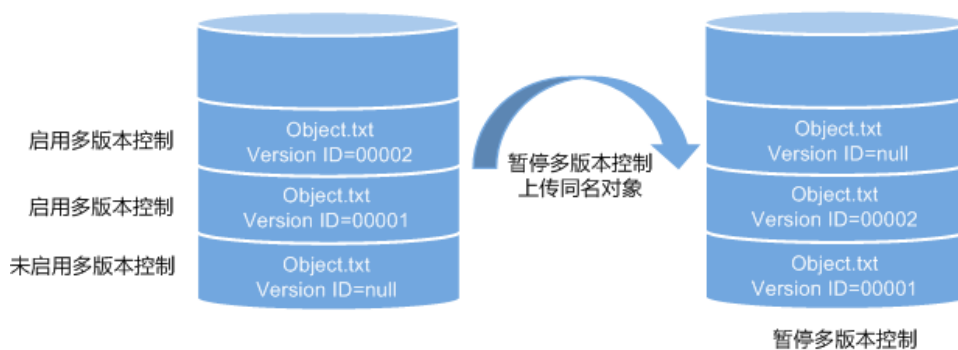 启用多版本控制
Object.txt
Version ID=00002
启用多版本控制
Object.txt
Version ID=00001
未启用多版本控制
Object.txt
Version ID=null
暂停多版本控制
上传同名对象
Object.txt
Version ID=null
Object.txt
Version ID=00002
Object.txt
Version ID=00001
暂停多版本控制